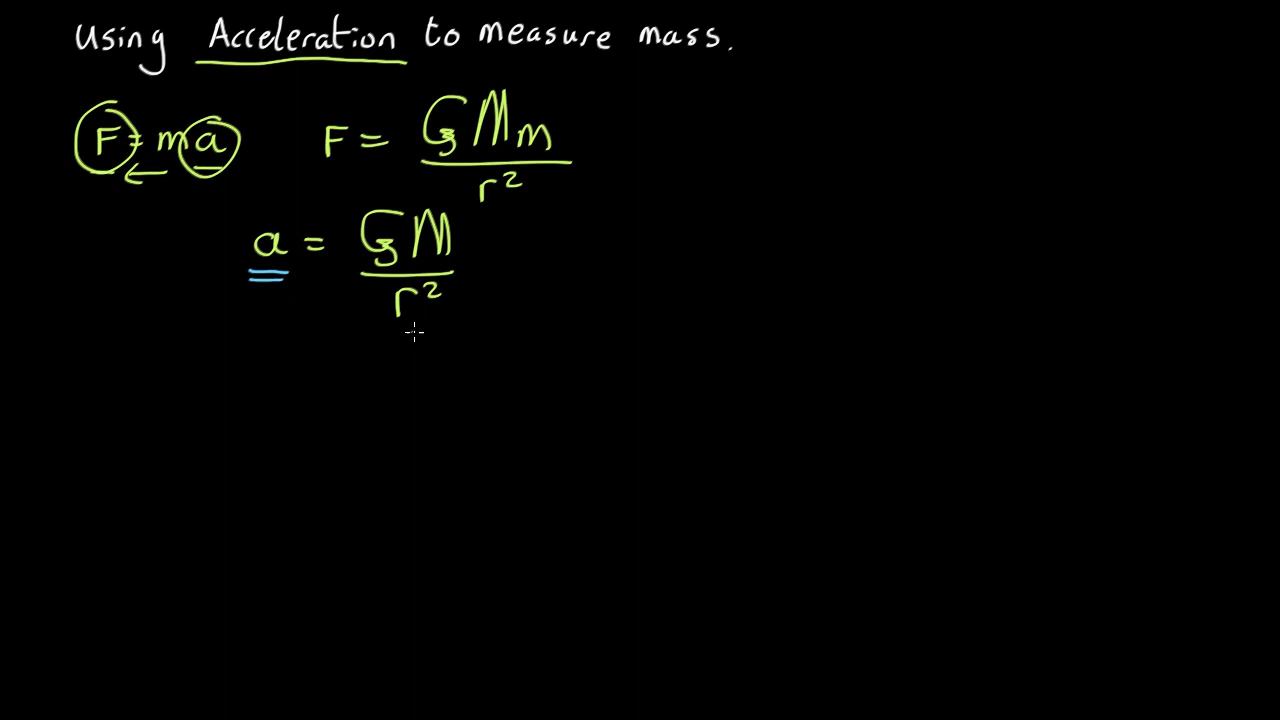 Using Acceleration to measure mass.
F = ma F = GMm/r²
a = GM/r²